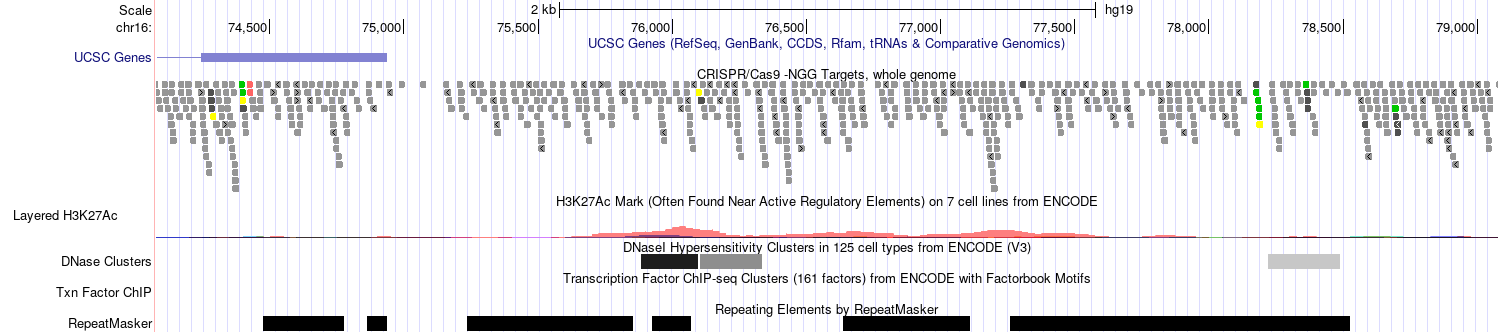 Scale 2 kb hg19
chr16: 74,500 75,000 75,500 76,000 76,500 77,000 77,500 78,000 78,500 79,000
UCSC Genes (RefSeq, GenBank, CCDS, Rfam, tRNAs & Comparative Genomics)
UCSC Genes
CRISPR/Cas9 -NGG Targets, whole genome
H3K27Ac Mark (Often Found Near Active Regulatory Elements) on 7 cell lines from ENCODE
Layered H3K27Ac
DNaseI Hypersensitivity Clusters in 125 cell types from ENCODE (V3)
DNase Clusters
Transcription Factor ChIP-seq Clusters (161 factors) from ENCODE with Factorbook Motifs
Txn Factor ChIP
Repeating Elements by RepeatMasker
RepeatMasker